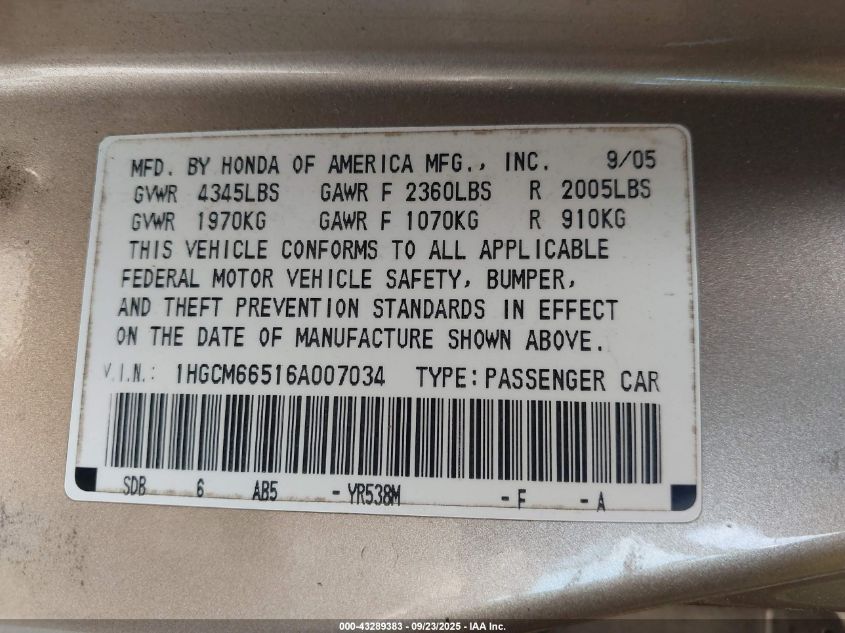 MFD. BY HONDA OF AMERICA MFG., INC. 9/05
GVWR 4345LBS GAWR F 2360LBS R 2005LBS
GVWR 1970KG GAWR F 1070KG R 910KG
THIS VEHICLE CONFORMS TO ALL APPLICABLE
FEDERAL MOTOR VEHICLE SAFETY, BUMPER,
AND THEFT PREVENTION STANDARDS IN EFFECT
ON THE DATE OF MANUFACTURE SHOWN ABOVE.
V.I.N.: 1HGCM66516A007034 TYPE: PASSENGER CAR
SDB 6 AB5 - YR538M - F - A
000-43289383 - 09/23/2025 - IAA Inc.